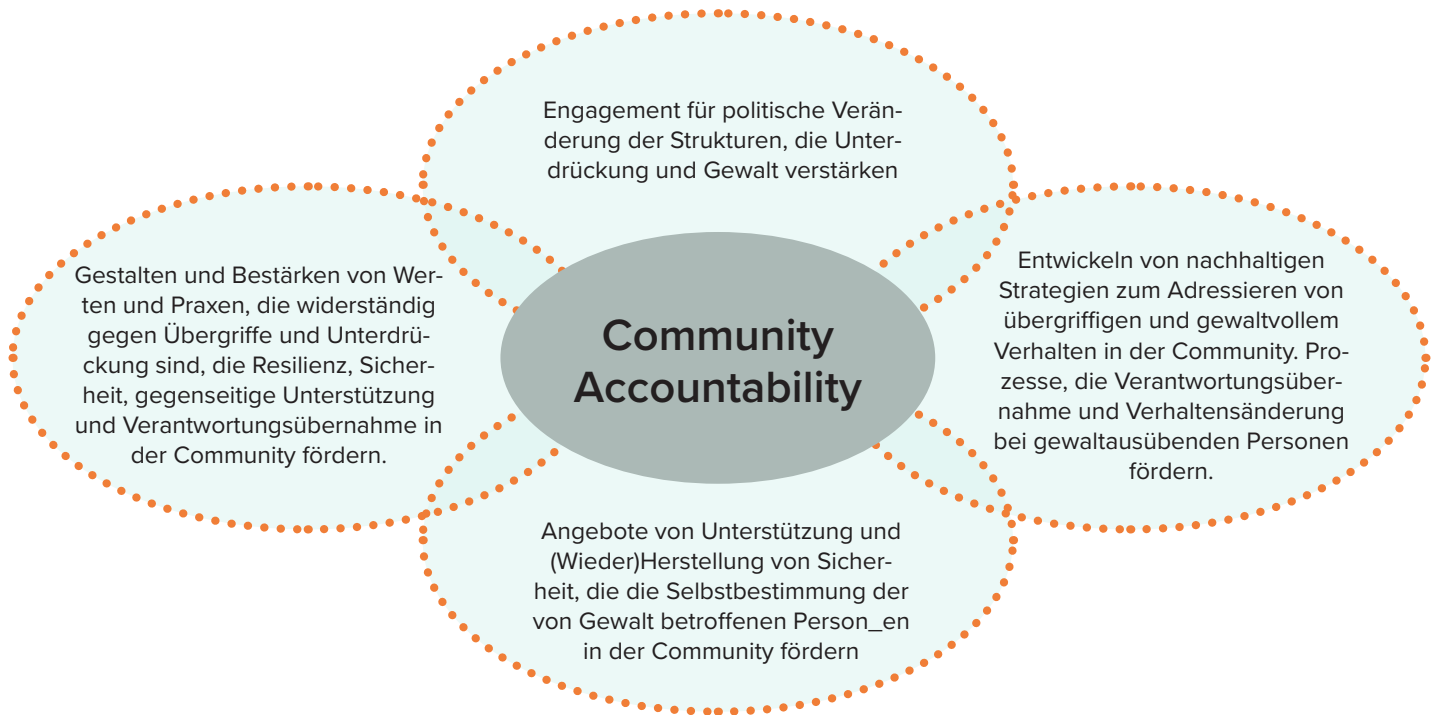 Engagement für politische Verän-
derung der Strukturen, die Unter-
drückung und Gewalt verstärken
Gestalten und Bestärken von Wer-
ten und Praxen, die widerständig
gegen Übergriffe und Unterdrü-
ckung sind, die Resilienz, Sicher-
heit, gegenseitige Unterstützung
und Verantwortungsübernahme in
der Community fördern.
Community
Accountability
Entwickeln von nachhaltigen
Strategien zum Adressieren von
übergriffigen und gewaltvollem
Verhalten in der Community. Pro-
zesse, die Verantwortungsüber-
nahme und Verhaltensänderung
bei gewaltausübenden Personen
fördern.
Angebote von Unterstützung und
(Wieder)Herstellung von Sicher-
heit, die die Selbstbestimmung der
von Gewalt betroffenen Person_en
in der Community fördern